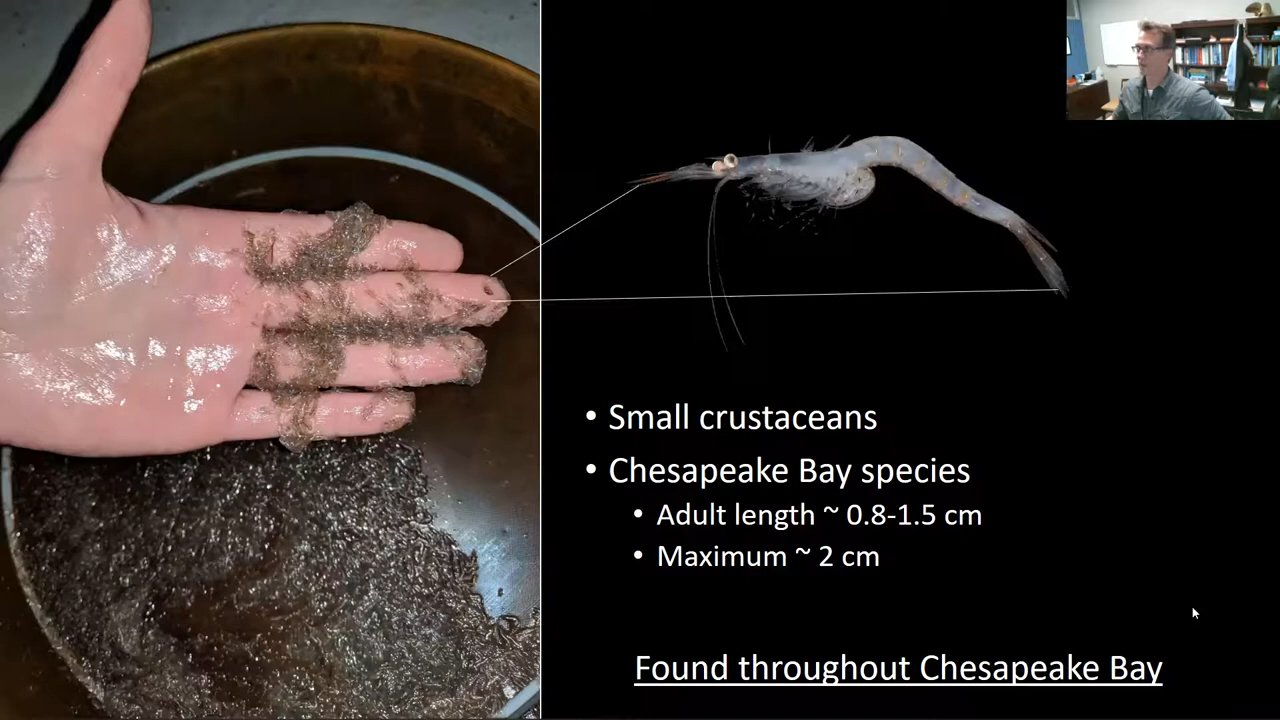 • Small crustaceans
• Chesapeake Bay species
• Adult length ~ 0.8-1.5 cm
• Maximum ~ 2 cm
Found throughout Chesapeake Bay